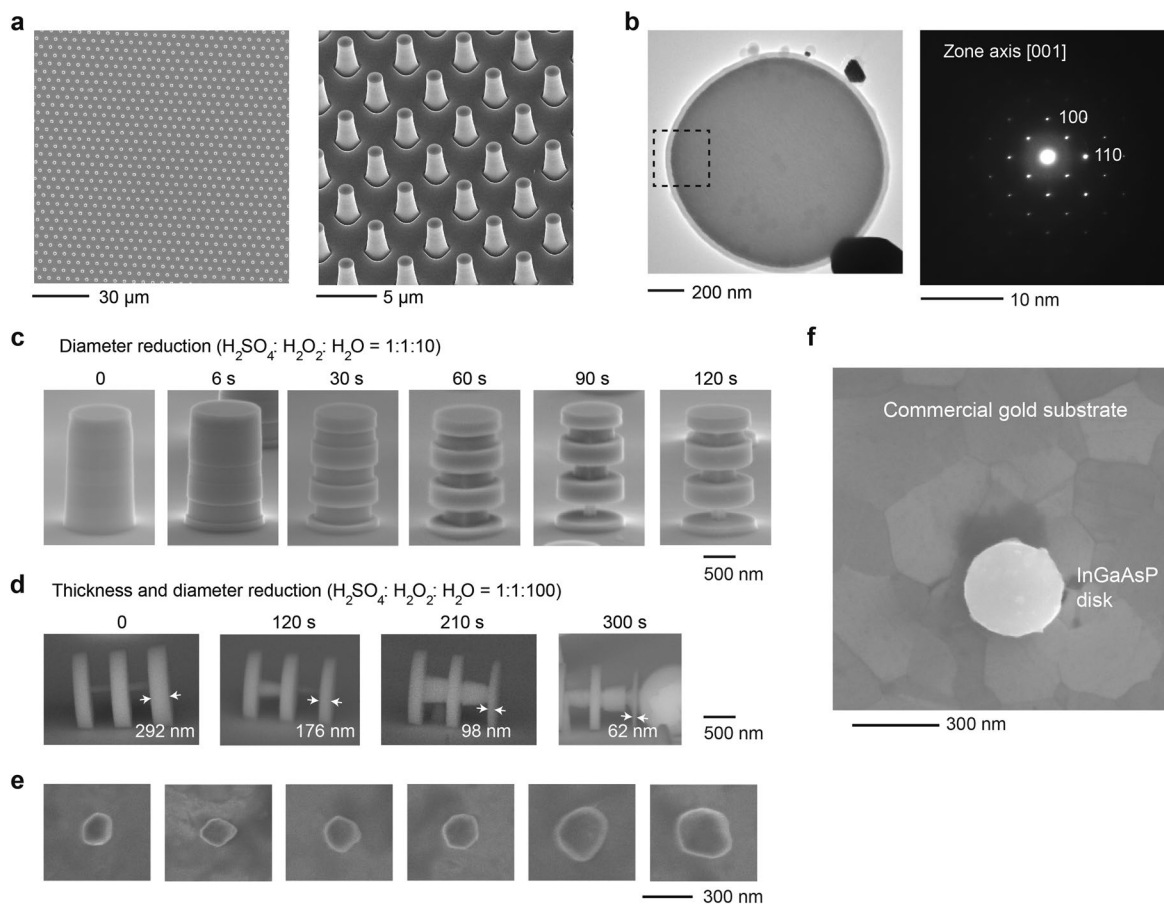 a
30 µm
5 µm
b
Zone axis [001]
100
110
200 nm
10 nm
c
Diameter reduction (H₂SO₄: H₂O₂: H₂O = 1:1:10)
0
6 s
30 s
60 s
90 s
120 s
500 nm
d
Thickness and diameter reduction (H₂SO₄: H₂O₂: H₂O = 1:1:100)
0
120 s
210 s
300 s
292 nm
176 nm
98 nm
62 nm
500 nm
e
300 nm
f
Commercial gold substrate
InGaAsP
disk
300 nm